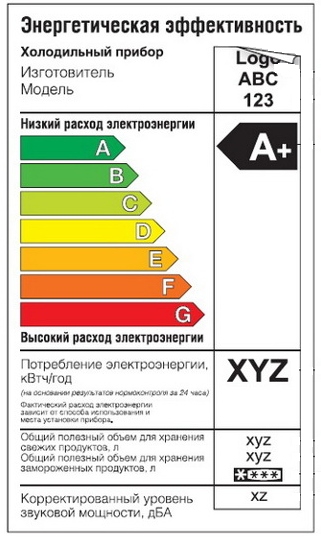 Энергетическая эффективность
Холодильный прибор
Изготовитель
Модель
Logo
ABC
123
Низкий расход электроэнергии
A
B
C
D
E
F
G
A+
Высокий расход электроэнергии
Потребление электроэнергии,
кВтч/год
(на основании результатов нормоконтроля за 24 часа)
Фактический расход электроэнергии
зависит от способа использования и
места установки прибора.
XYZ
Общий полезный объем для хранения
свежих продуктов, л
xyz
Общий полезный объем для хранения
замороженных продуктов, л
xyz
****
Корректированный уровень
звуковой мощности, дБА
xz